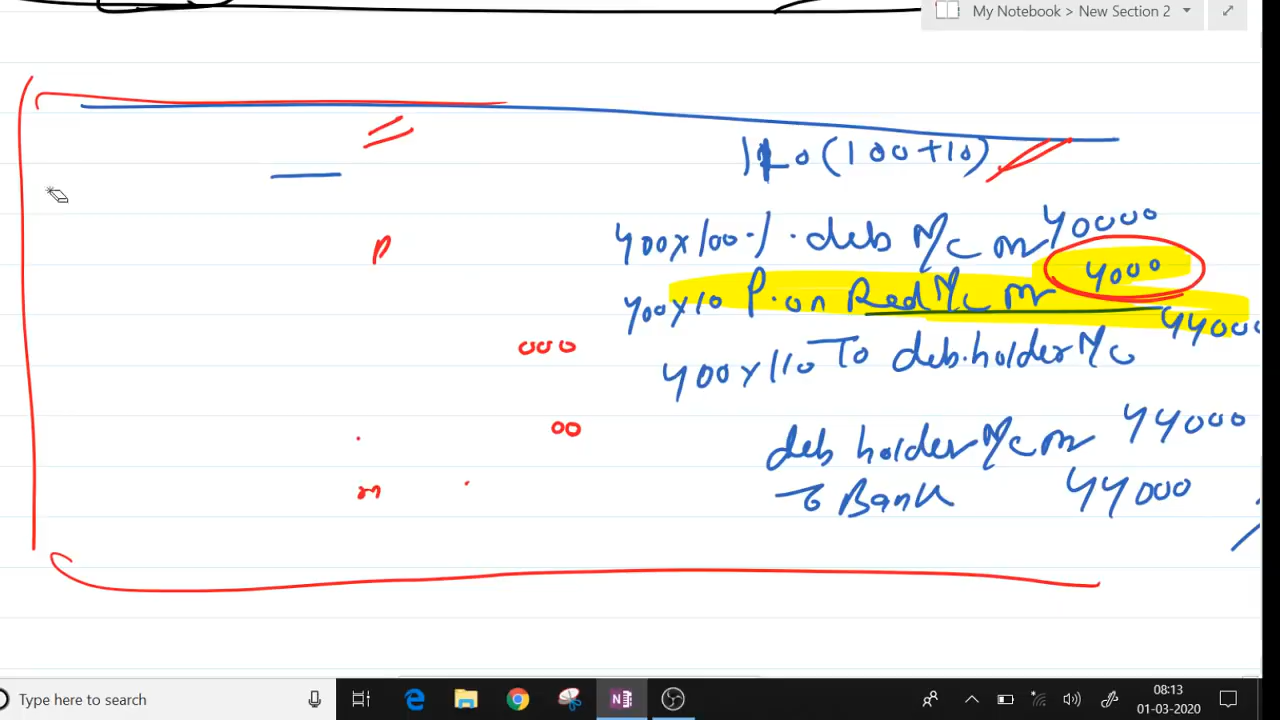 My Notebook > New Section 2
110 (100+10)
400x100 ·/· deb A/C Dr 40000
400x10 P. on Red A/C Dr 4000
44000
400x110 To deb.holder A/C
deb holder A/C Dr 44000
To Bank 44000
000
00
Type here to search
08:13
01-03-2020